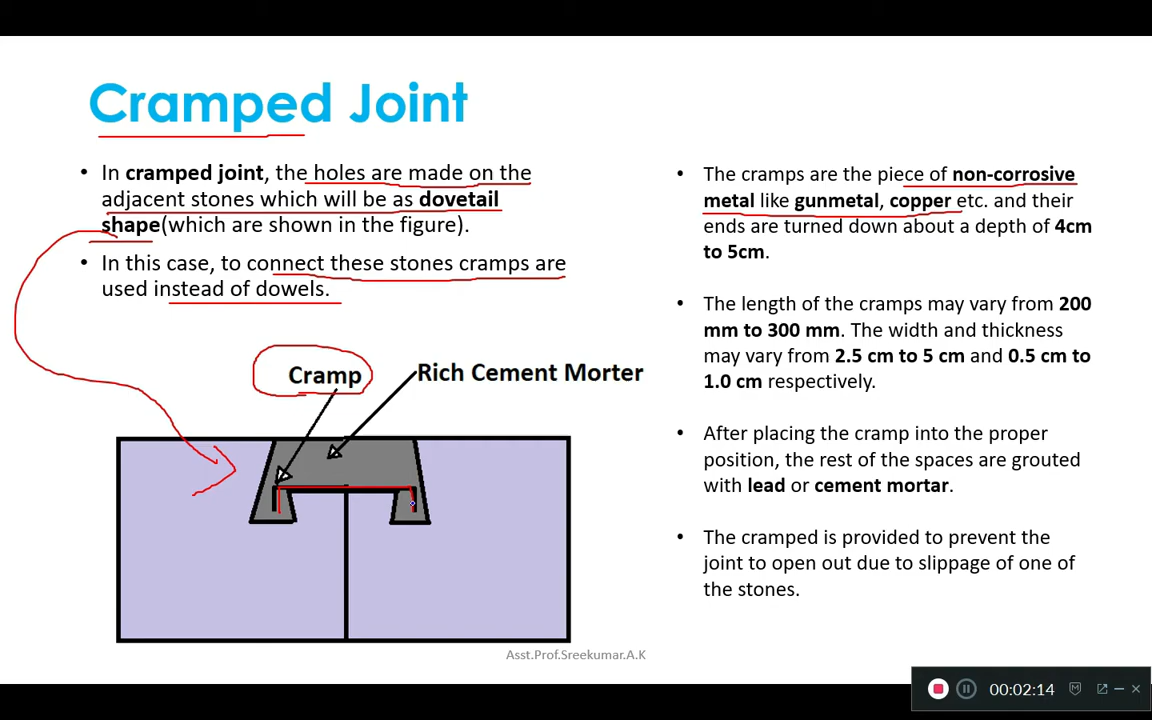 Cramped Joint
• In cramped joint, the holes are made on the
adjacent stones which will be as dovetail
shape(which are shown in the figure).
• In this case, to connect these stones cramps are
used instead of dowels.
Cramp
Rich Cement Morter
• The cramps are the piece of non-corrosive
metal like gunmetal, copper etc. and their
ends are turned down about a depth of 4cm
to 5cm.
• The length of the cramps may vary from 200
mm to 300 mm. The width and thickness
may vary from 2.5 cm to 5 cm and 0.5 cm to
1.0 cm respectively.
• After placing the cramp into the proper
position, the rest of the spaces are grouted
with lead or cement mortar.
• The cramped is provided to prevent the
joint to open out due to slippage of one of
the stones.
Asst.Prof.Sreekumar.A.K
00:02:14